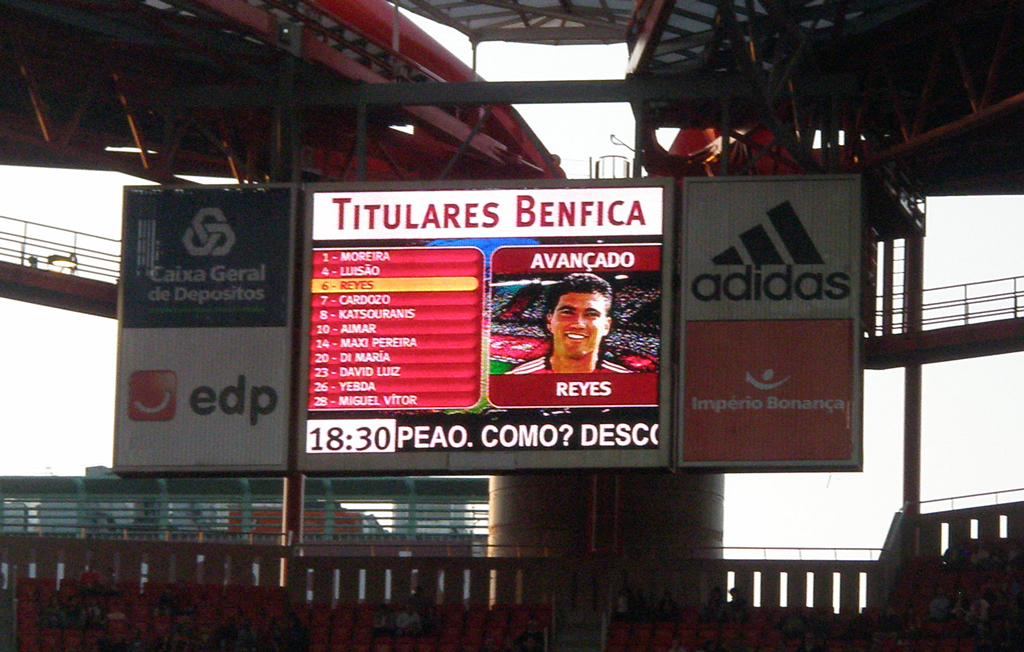 Caixa Geral
de Depositos
edp
TITULARES BENFICA
1 - MOREIRA
4 - LUISÃO
6 - REYES
7 - CARDOZO
8 - KATSOURANIS
10 - AIMAR
14 - MAXI PEREIRA
20 - DI MARÍA
23 - DAVID LUIZ
26 - YEBDA
28 - MIGUEL VÍTOR
AVANÇADO
REYES
18:30 PEAO. COMO? DESCO
adidas
Império Bonança